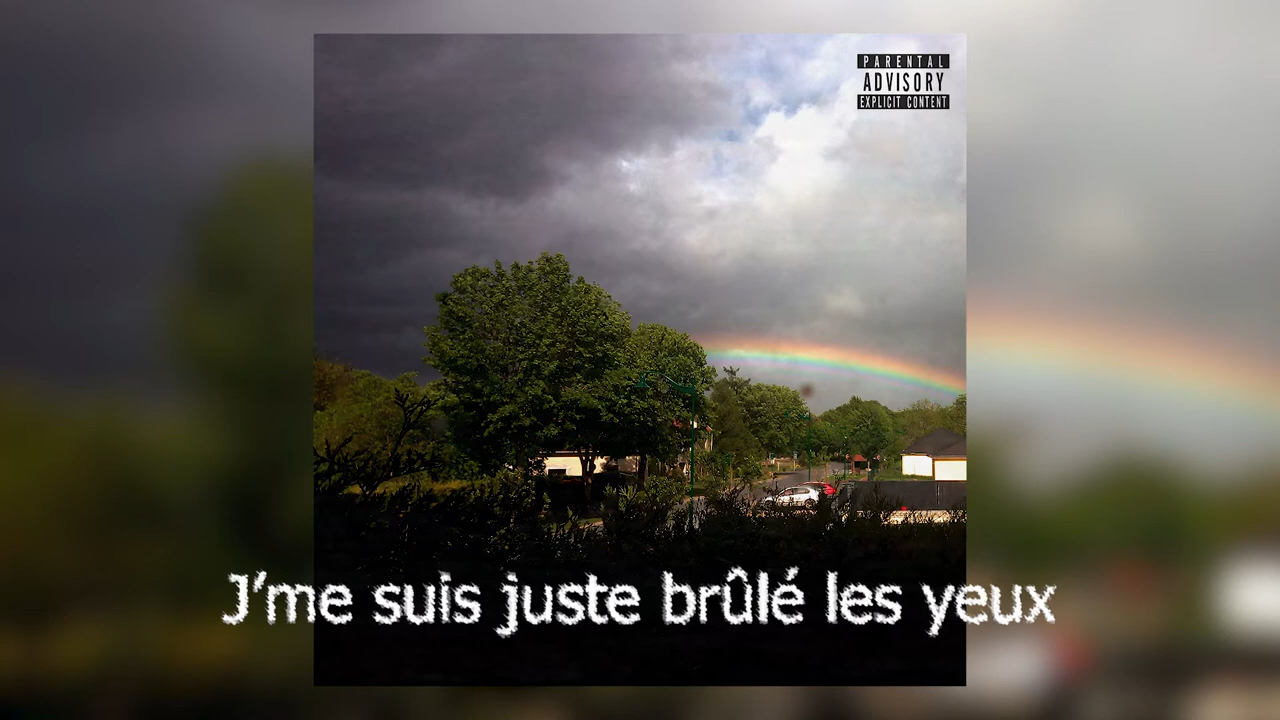 PARENTAL
ADVISORY
EXPLICIT CONTENT
J'me suis juste brûlé les yeux